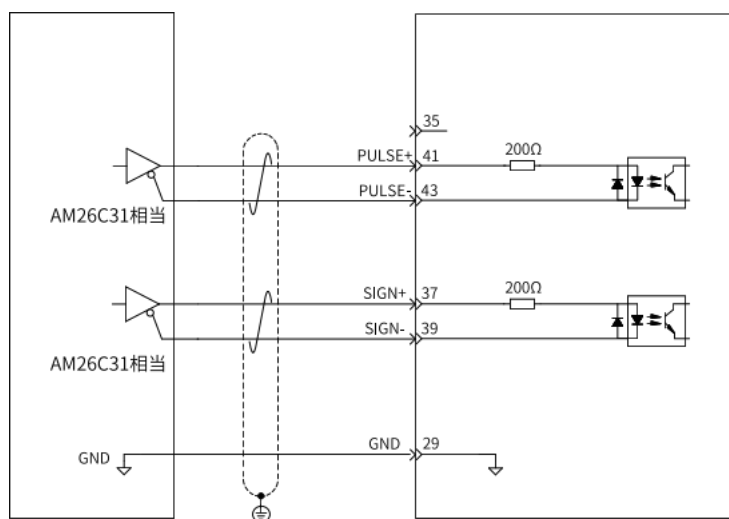 35
PULSE+ 41 200Ω
PULSE- 43
AM26C31相当
SIGN+ 37 200Ω
SIGN- 39
AM26C31相当
GND GND 29